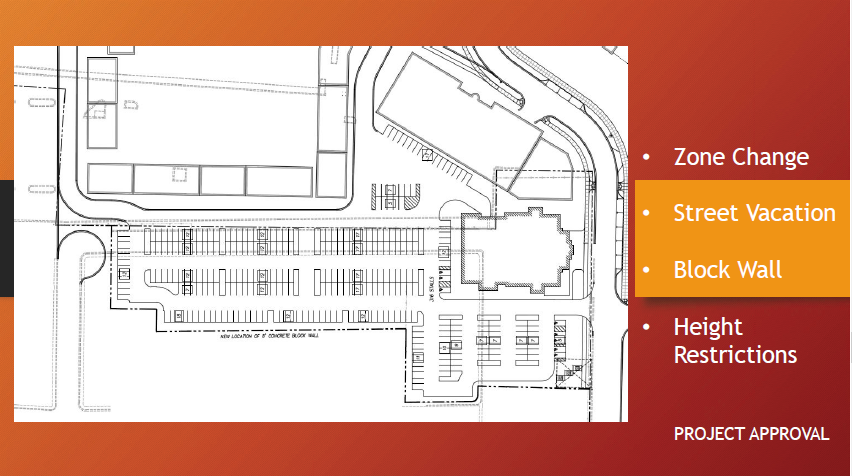 • Zone Change
• Street Vacation
• Block Wall
• Height
Restrictions
NEW LOCATION OF 8' CONCRETE BLOCK WALL
PROJECT APPROVAL